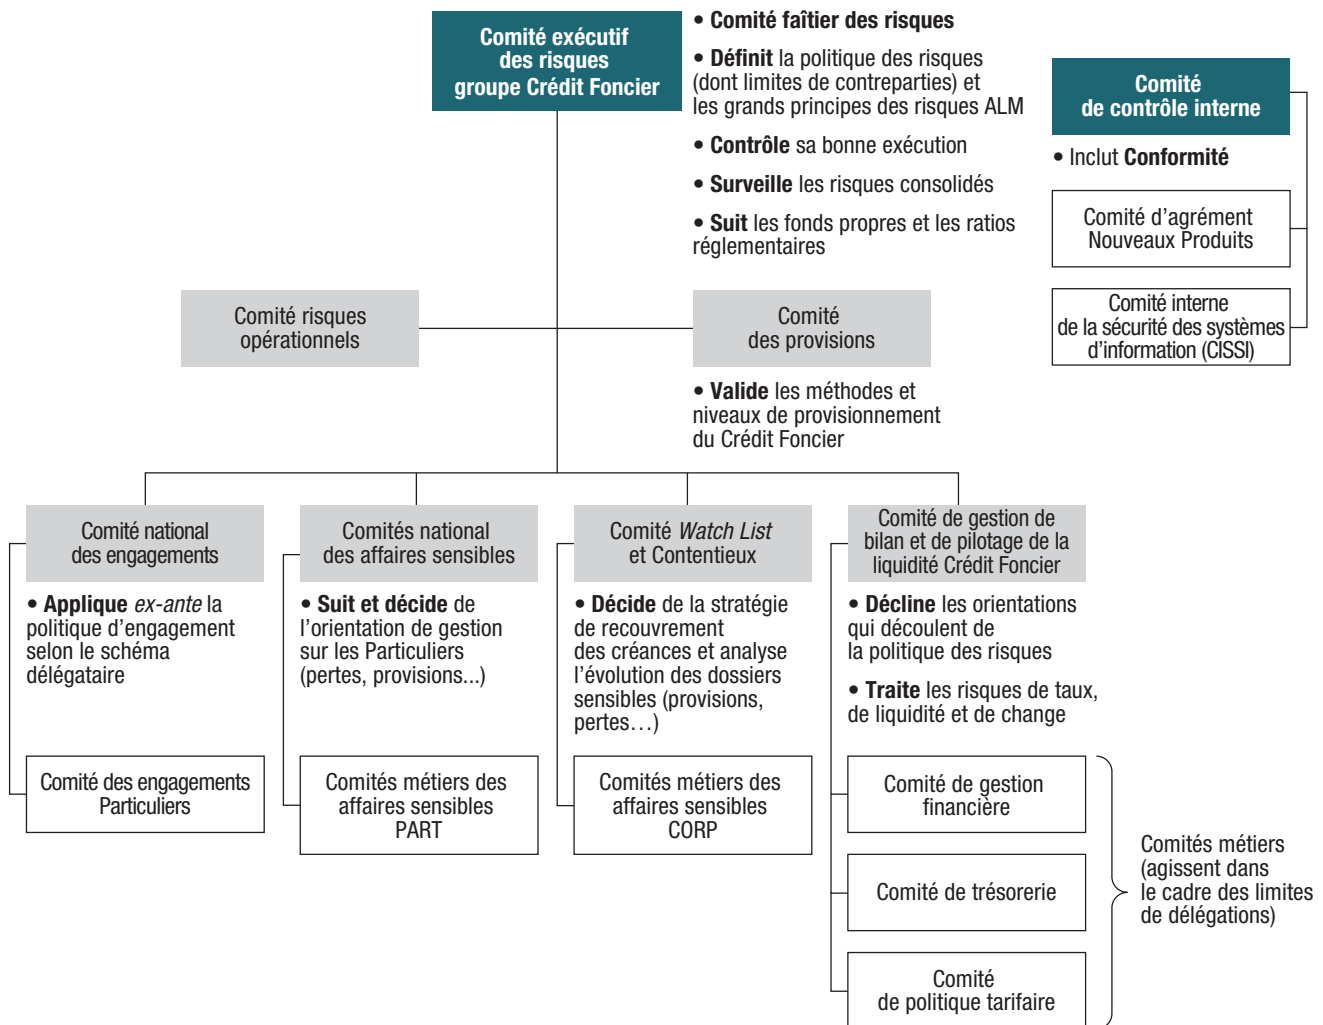 Comité exécutif
des risques
groupe Crédit Foncier
• Comité faîtier des risques
• Définit la politique des risques
(dont limites de contreparties) et
les grands principes des risques ALM
• Contrôle sa bonne exécution
• Surveille les risques consolidés
• Suit les fonds propres et les ratios
réglementaires
Comité
de contrôle interne
• Inclut Conformité
Comité d’agrément
Nouveaux Produits
Comité interne
de la sécurité des systèmes
d’information (CISSI)
Comité risques
opérationnels
Comité
des provisions
• Valide les méthodes et
niveaux de provisionnement
du Crédit Foncier
Comité national
des engagements
• Applique ex-ante la
politique d’engagement
selon le schéma
délégataire
Comité des engagements
Particuliers
Comités national
des affaires sensibles
• Suit et décide de
l’orientation de gestion
sur les Particuliers
(pertes, provisions...)
Comités métiers des
affaires sensibles
PART
Comité Watch List
et Contentieux
• Décide de la stratégie
de recouvrement
des créances et analyse
l’évolution des dossiers
sensibles (provisions,
pertes…)
Comités métiers des
affaires sensibles
CORP
Comité de gestion de
bilan et de pilotage de la
liquidité Crédit Foncier
• Décline les orientations
qui découlent de
la politique des risques
• Traite les risques de taux,
de liquidité et de change
Comité de gestion
financière
Comité de trésorerie
Comité
de politique tarifaire
Comités métiers
(agissent dans
le cadre des limites
de délégations)